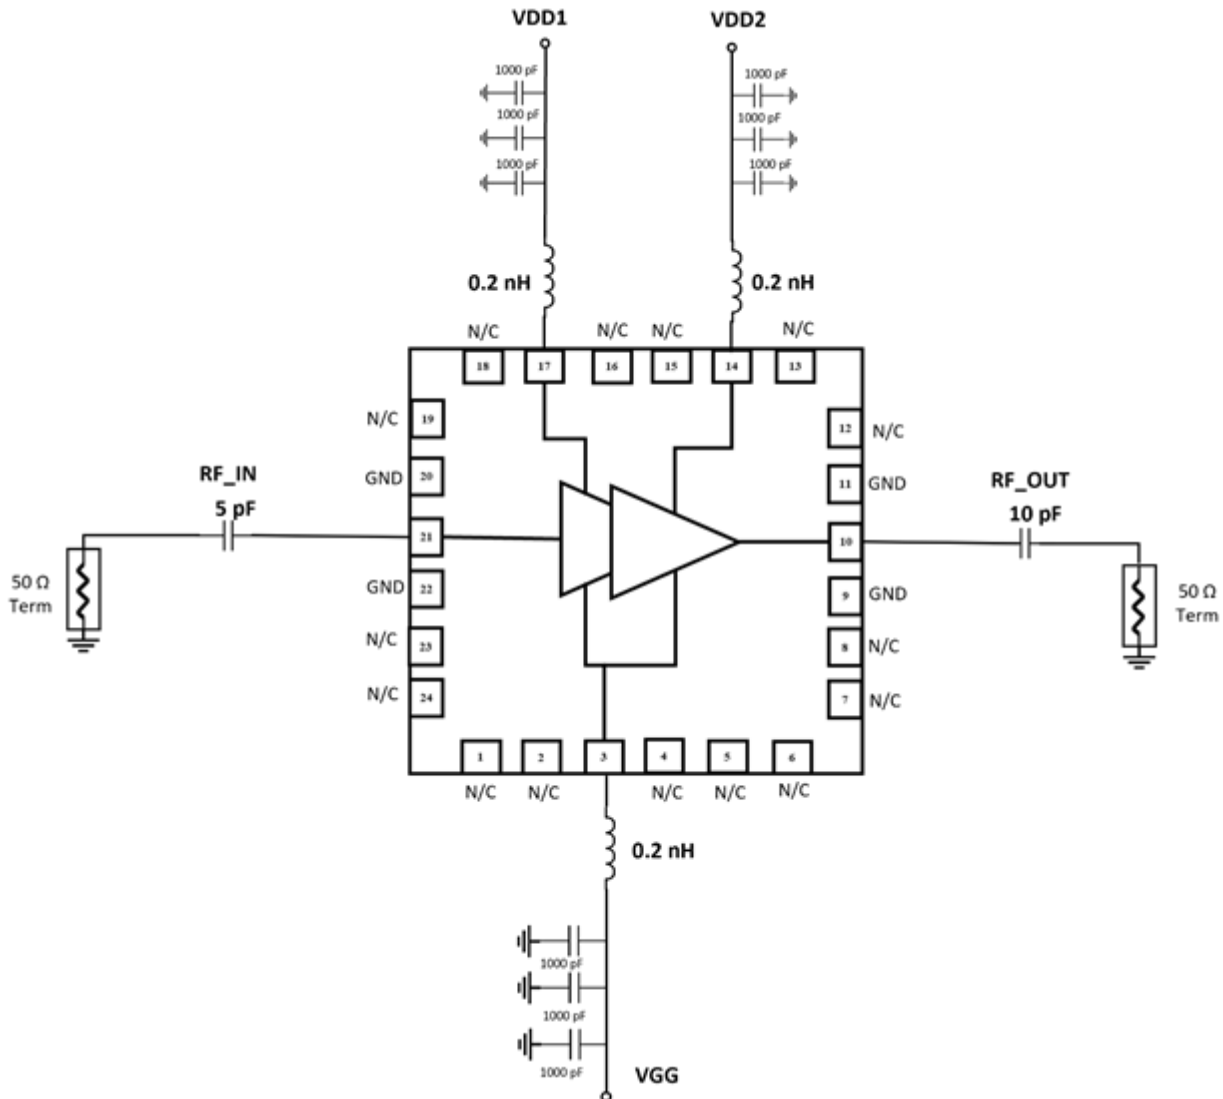 VDD1
VDD2
1000 pF
1000 pF
1000 pF
1000 pF
1000 pF
1000 pF
0.2 nH
0.2 nH
N/C
N/C
N/C
N/C
18
17
16
15
14
13
N/C
19
12
N/C
RF_IN
GND
20
11
GND
RF_OUT
5 pF
10 pF
21
10
50 Ω
Term
GND
22
9
GND
50 Ω
Term
N/C
23
8
N/C
N/C
24
7
N/C
1
2
3
4
5
6
N/C
N/C
N/C
N/C
N/C
0.2 nH
1000 pF
1000 pF
1000 pF
VGG